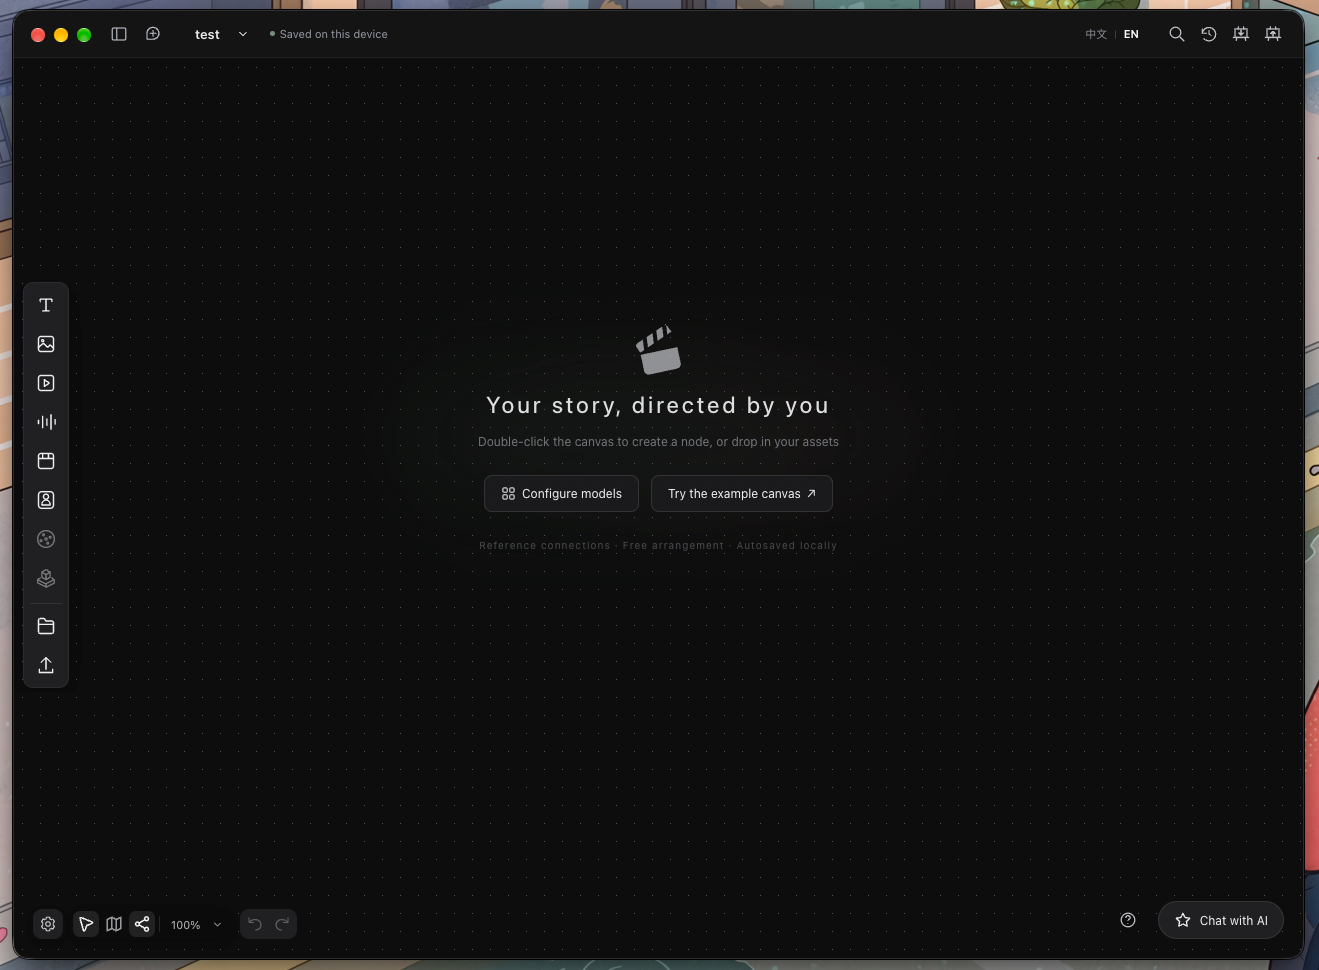 test
Saved on this device
中文 | EN
Your story, directed by you
Double-click the canvas to create a node, or drop in your assets
Configure models
Try the example canvas
Reference connections · Free arrangement · Autosaved locally
100%
Chat with AI